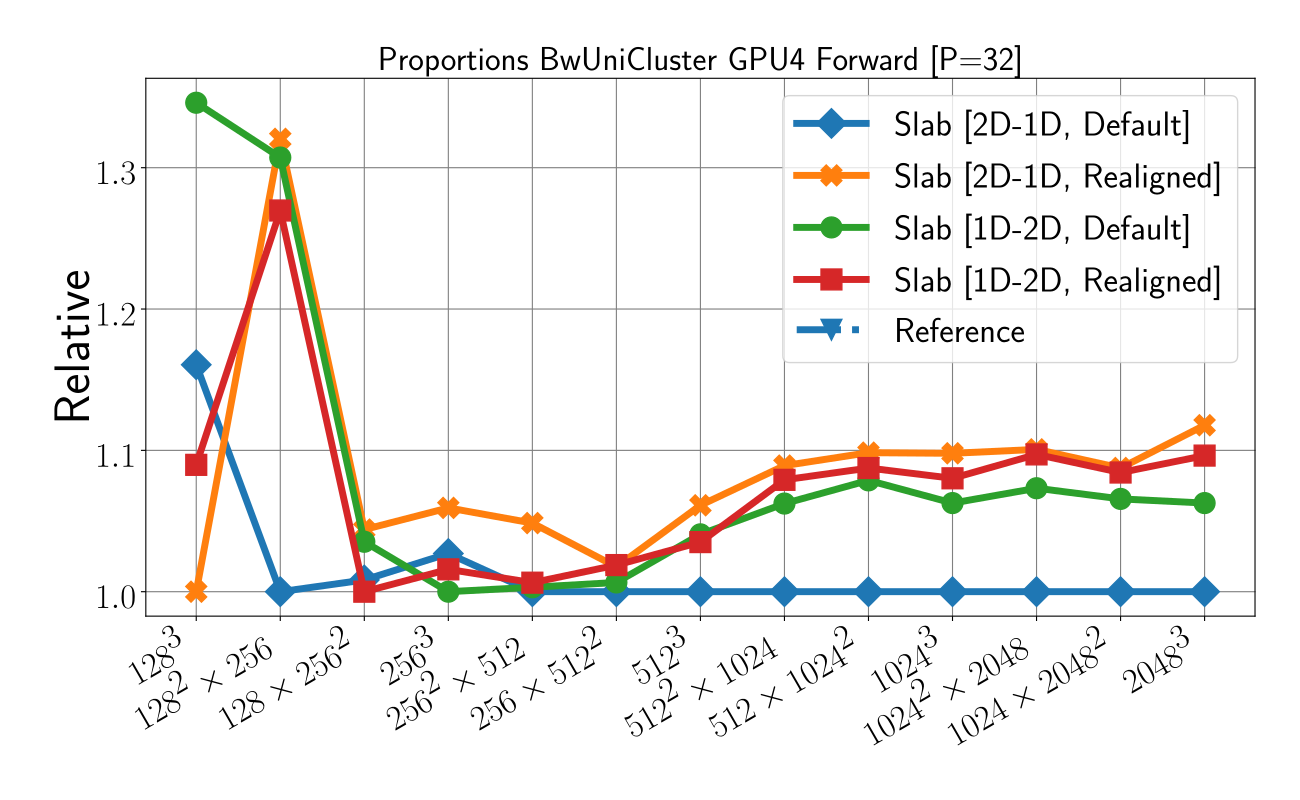 Proportions BwUniCluster GPU4 Forward [P=32]
Relative
1.3
1.2
1.1
1.0
Slab [2D-1D, Default]
Slab [2D-1D, Realigned]
Slab [1D-2D, Default]
Slab [1D-2D, Realigned]
Reference
128³
128² × 256
128 × 256²
256³
256² × 512
256 × 512²
512³
512² × 1024
512 × 1024²
1024³
1024² × 2048
1024 × 2048²
2048³